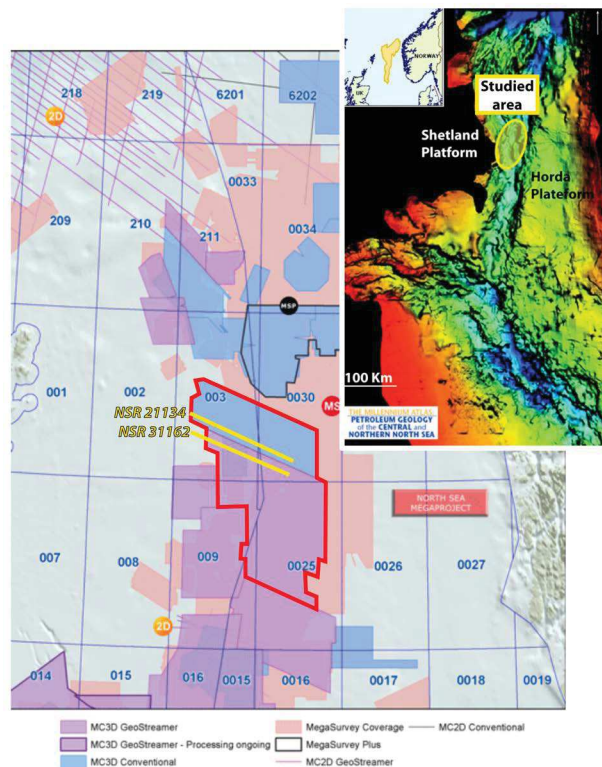 218
219
6201
6202
2D
0033
209
210
211
0034
MSP
001
002
003
0030
MS
NSR 21134
NSR 31162
NORTH SEA
MEGAPROJECT
007
008
009
0025
0026
0027
2D
014
015
016
0015
0016
0017
0018
0019
NORWAY
UK
Studied
area
Shetland
Platform
Horda
Plateform
100 Km
THE MILLENNIUM ATLAS
PETROLEUM GEOLOGY
of the CENTRAL and
NORTHERN NORTH SEA
MC3D GeoStreamer
MC3D GeoStreamer - Processing ongoing
MC3D Conventional
MegaSurvey Coverage
MegaSurvey Plus
MC2D GeoStreamer
MC2D Conventional